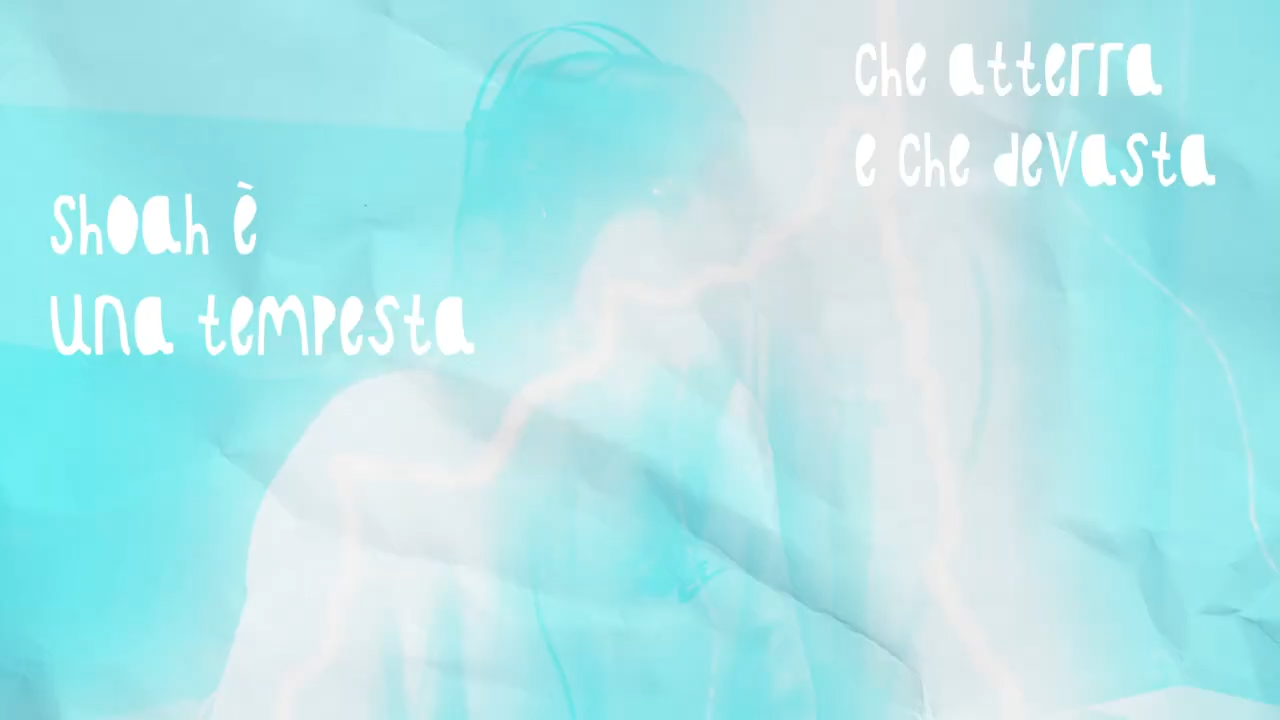 Shoah è
una tempesta
che atterra
e che devasta